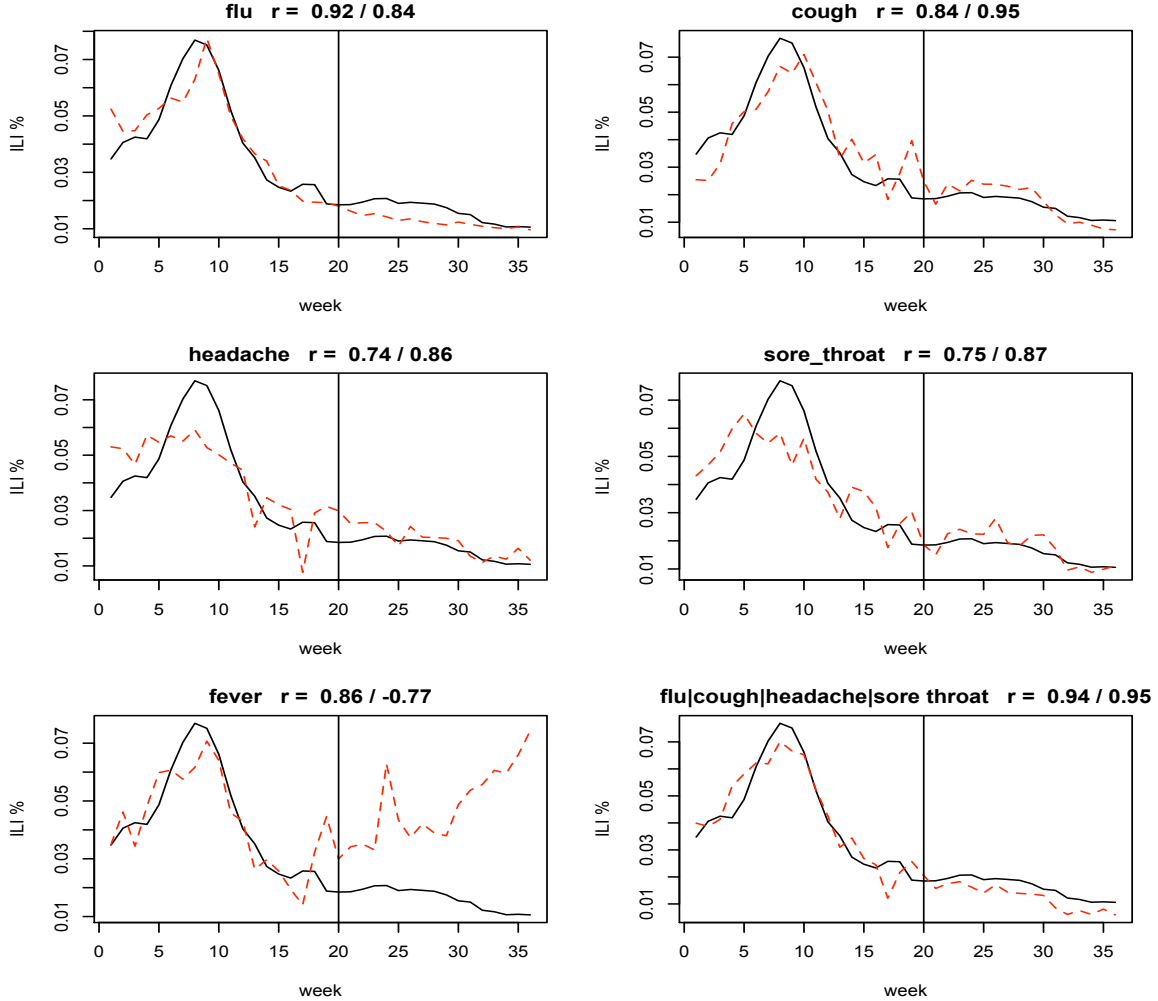 flu r = 0.92 / 0.84
ILI %
0.01 0.03 0.05 0.07
0 5 10 15 20 25 30 35
week
cough r = 0.84 / 0.95
ILI %
0.01 0.03 0.05 0.07
0 5 10 15 20 25 30 35
week
headache r = 0.74 / 0.86
ILI %
0.01 0.03 0.05 0.07
0 5 10 15 20 25 30 35
week
sore_throat r = 0.75 / 0.87
ILI %
0.01 0.03 0.05 0.07
0 5 10 15 20 25 30 35
week
fever r = 0.86 / -0.77
ILI %
0.01 0.03 0.05 0.07
0 5 10 15 20 25 30 35
week
flu|cough|headache|sore throat r = 0.94 / 0.95
ILI %
0.01 0.03 0.05 0.07
0 5 10 15 20 25 30 35
week